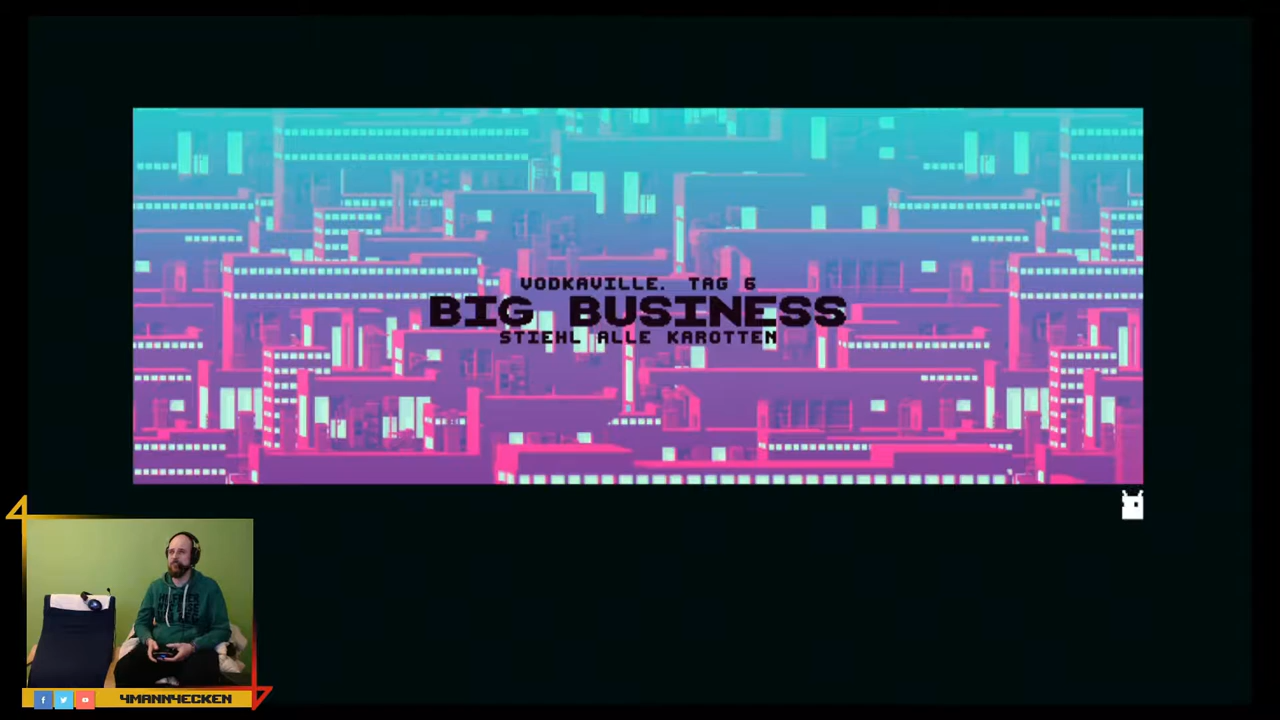 VODKAVILLE. TAG 6
BIG BUSINESS
STIEHL ALLE KAROTTEN
4MANN4ECKEN